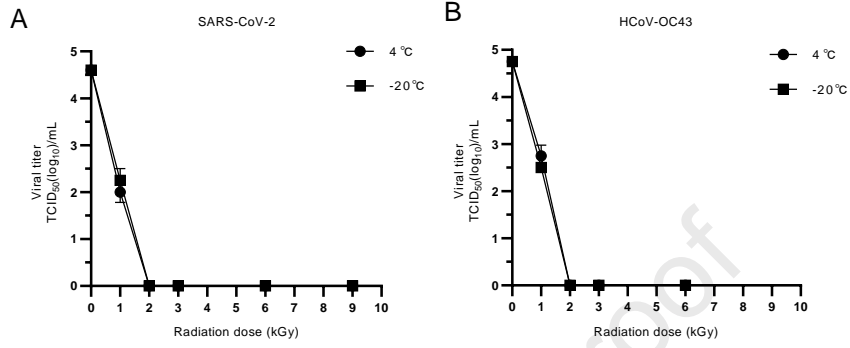 A
SARS-CoV-2
4 °C
-20°C
Viral titer
TCID50(log10)/mL
5
4
3
2
1
0
0 1 2 3 4 5 6 7 8 9 10
Radiation dose (kGy)
B
HCoV-OC43
4 °C
-20°C
Viral titer
TCID50(log10)/mL
5
4
3
2
1
0
0 1 2 3 4 5 6 7 8 9 10
Radiation dose (kGy)